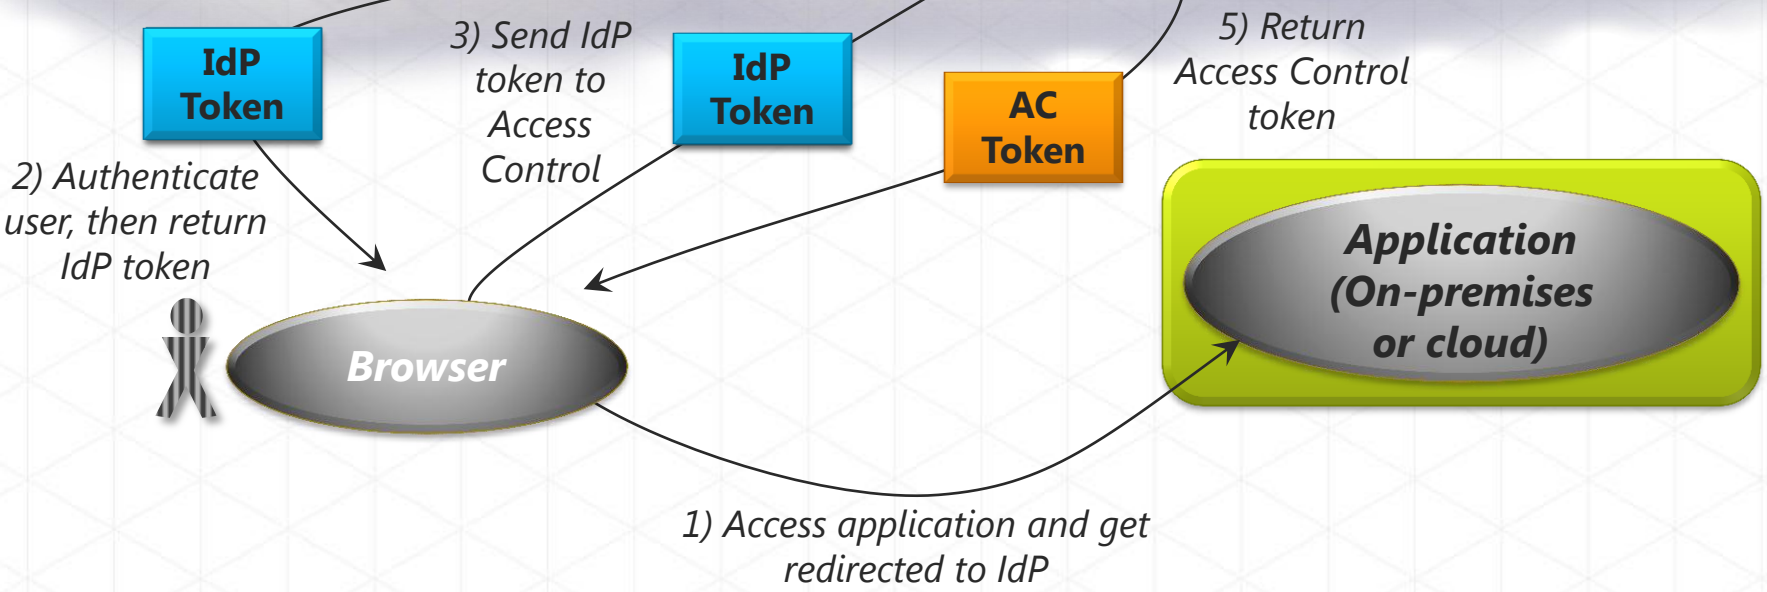 IdP
Token
3) Send IdP
token to
Access
Control
IdP
Token
AC
Token
5) Return
Access Control
token
2) Authenticate
user, then return
IdP token
Browser
Application
(On-premises
or cloud)
1) Access application and get
redirected to IdP